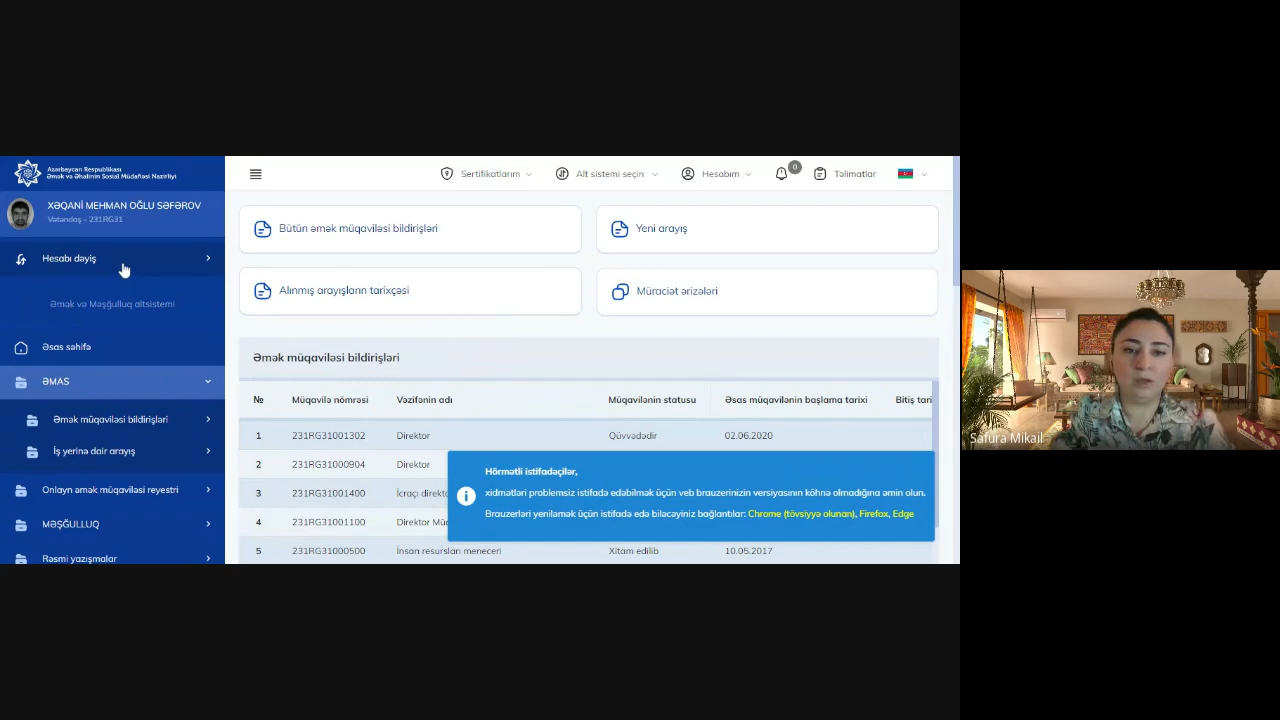 Azərbaycan Respublikası
Əmək və Əhalinin Sosial Müdafiəsi Nazirliyi
XƏQANİ MEHMAN OĞLU SƏFƏROV
Vətəndaş - 231RG31
Hesabı dəyiş
Əmək və Məşğulluq altsistemi
Əsas səhifə
ƏMAS
Əmək müqaviləsi bildirişləri
İş yerinə dair arayış
Onlayn əmək müqaviləsi reyestri
MƏŞĞULLUQ
Rəsmi yazışmalar
Sertifikatlarım
Alt sistemi seçin
Hesabım
0
Təlimatlar
Bütün əmək müqaviləsi bildirişləri
Yeni arayış
Alınmış arayışların tarixçəsi
Müraciət ərizələri
Əmək müqaviləsi bildirişləri
№ Müqavilə nömrəsi Vəzifənin adı Müqavilənin statusu Əsas müqavilənin başlama tarixi Bitiş tari
1 231RG31001302 Direktor Qüvvədədir 02.06.2020
2 231RG31000904 Direktor
3 231RG31001400 İcraçı direkto
4 231RG31001100 Direktor Müa
5 231RG31000500 İnsan resursları meneceri Xitam edilib 10.05.2017
Hörmətli istifadəçilər,
xidmətləri problemsiz istifadə edəbilmək üçün veb brauzerinizin versiyasının köhnə olmadığına əmin olun.
Brauzerləri yeniləmək üçün istifadə edə biləcəyiniz bağlantılar: Chrome (tövsiyyə olunan), Firefox, Edge
Safura Mikail